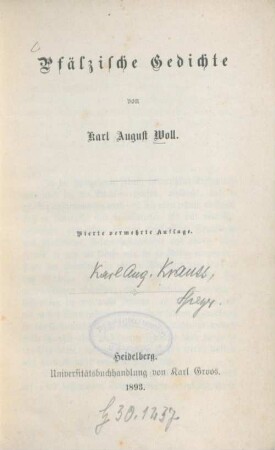 Pfälzische Gedichte
von
Karl August Woll.
Vierte vermehrte Auflage.
Karl Aug. Krauss,
Speyr.
Heidelberg.
Universitätsbuchhandlung von Karl Groos.
1893.
30.1237.